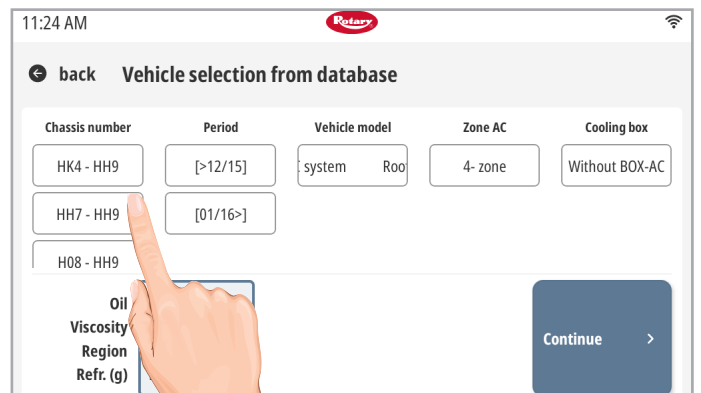 11:24 AM Rotary
back Vehicle selection from database
Chassis number Period Vehicle model Zone AC Cooling box
HK4 - HH9 [>12/15] system Roo 4- zone Without BOX-AC
HH7 - HH9 [01/16>]
H08 - HH9
Oil
Viscosity
Region
Refr. (g)
Continue